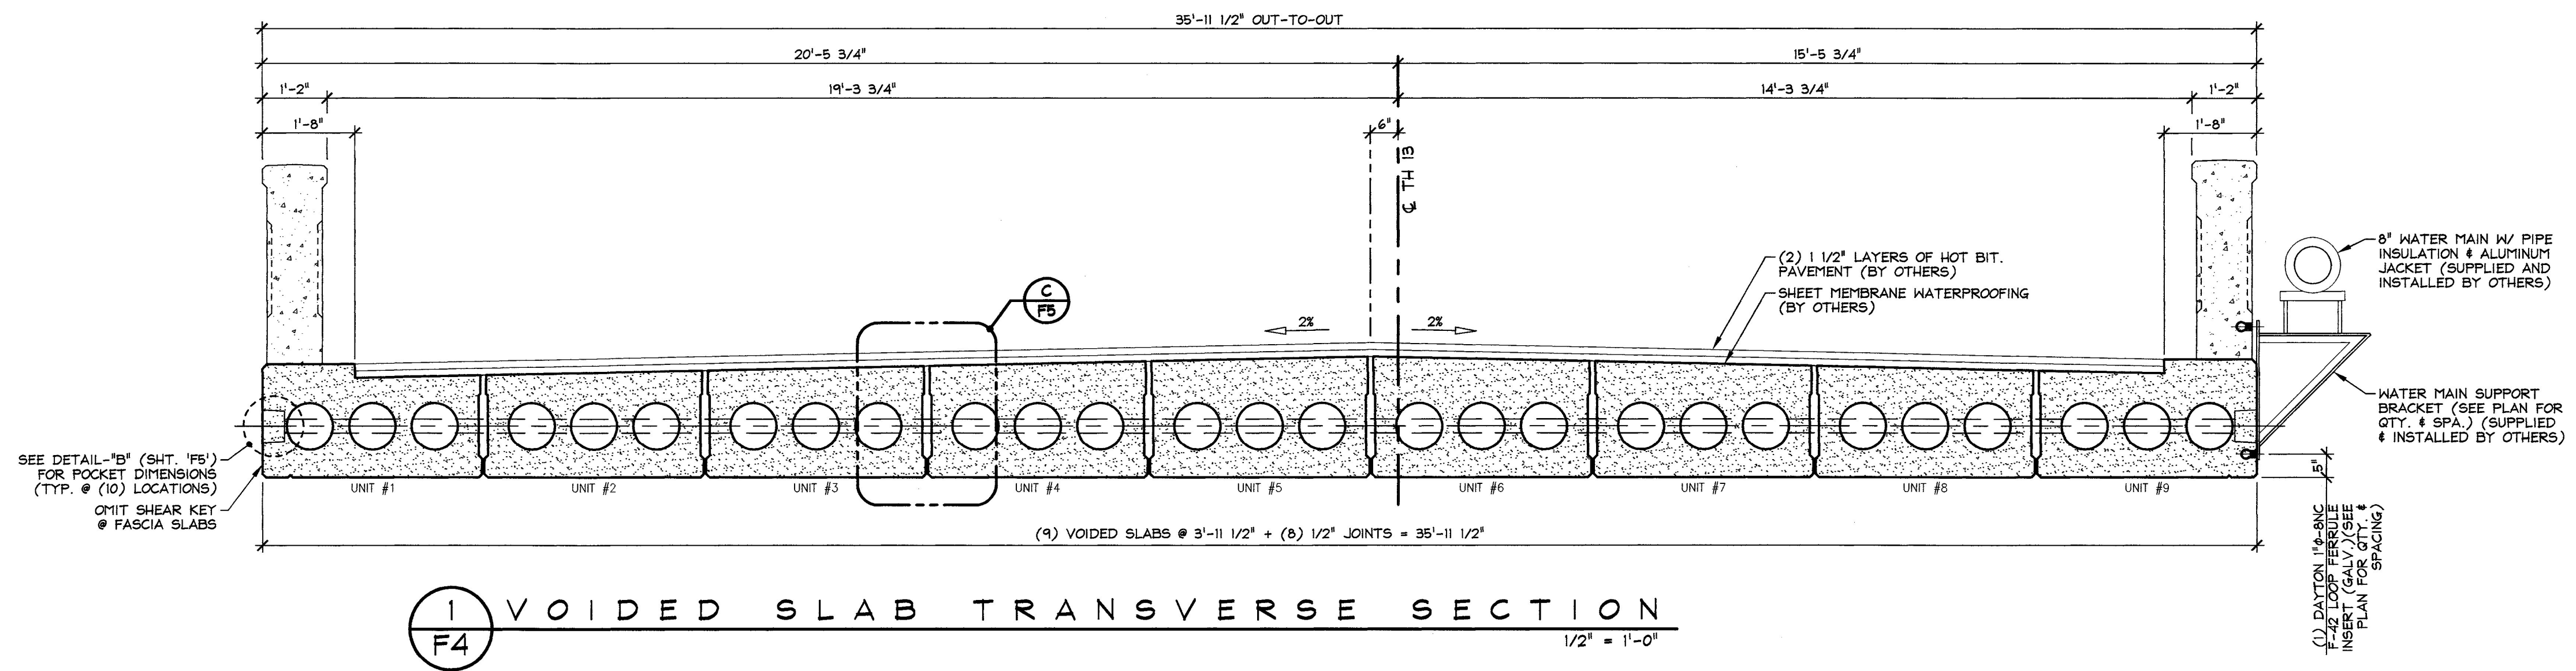 35'-11 1/2" OUT-TO-OUT
20'-5 3/4"
15'-5 3/4"
1'-2"
19'-3 3/4"
14'-3 3/4"
1'-2"
1'-8"
6"
1'-8"
℄ TH 13
8" WATER MAIN W/ PIPE
INSULATION & ALUMINUM
JACKET (SUPPLIED AND
INSTALLED BY OTHERS)
(2) 1 1/2" LAYERS OF HOT BIT.
PAVEMENT (BY OTHERS)
SHEET MEMBRANE WATERPROOFING
(BY OTHERS)
C
F5
2%
2%
WATER MAIN SUPPORT
BRACKET (SEE PLAN FOR
QTY. & SPA.) (SUPPLIED
& INSTALLED BY OTHERS)
SEE DETAIL-"B" (SHT. 'F5')
FOR POCKET DIMENSIONS
(TYP. @ (10) LOCATIONS)
OMIT SHEAR KEY
@ FASCIA SLABS
5"
UNIT #1
UNIT #2
UNIT #3
UNIT #4
UNIT #5
UNIT #6
UNIT #7
UNIT #8
UNIT #9
(9) VOIDED SLABS @ 3'-11 1/2" + (8) 1/2" JOINTS = 35'-11 1/2"
(1) DAYTON 1"Ø-8NC
F-42 LOOP FERRULE
INSERT (GALV.)(SEE
PLAN FOR QTY. &
SPACING)
1
F4
VOIDED SLAB TRANSVERSE SECTION
1/2" = 1'-0"